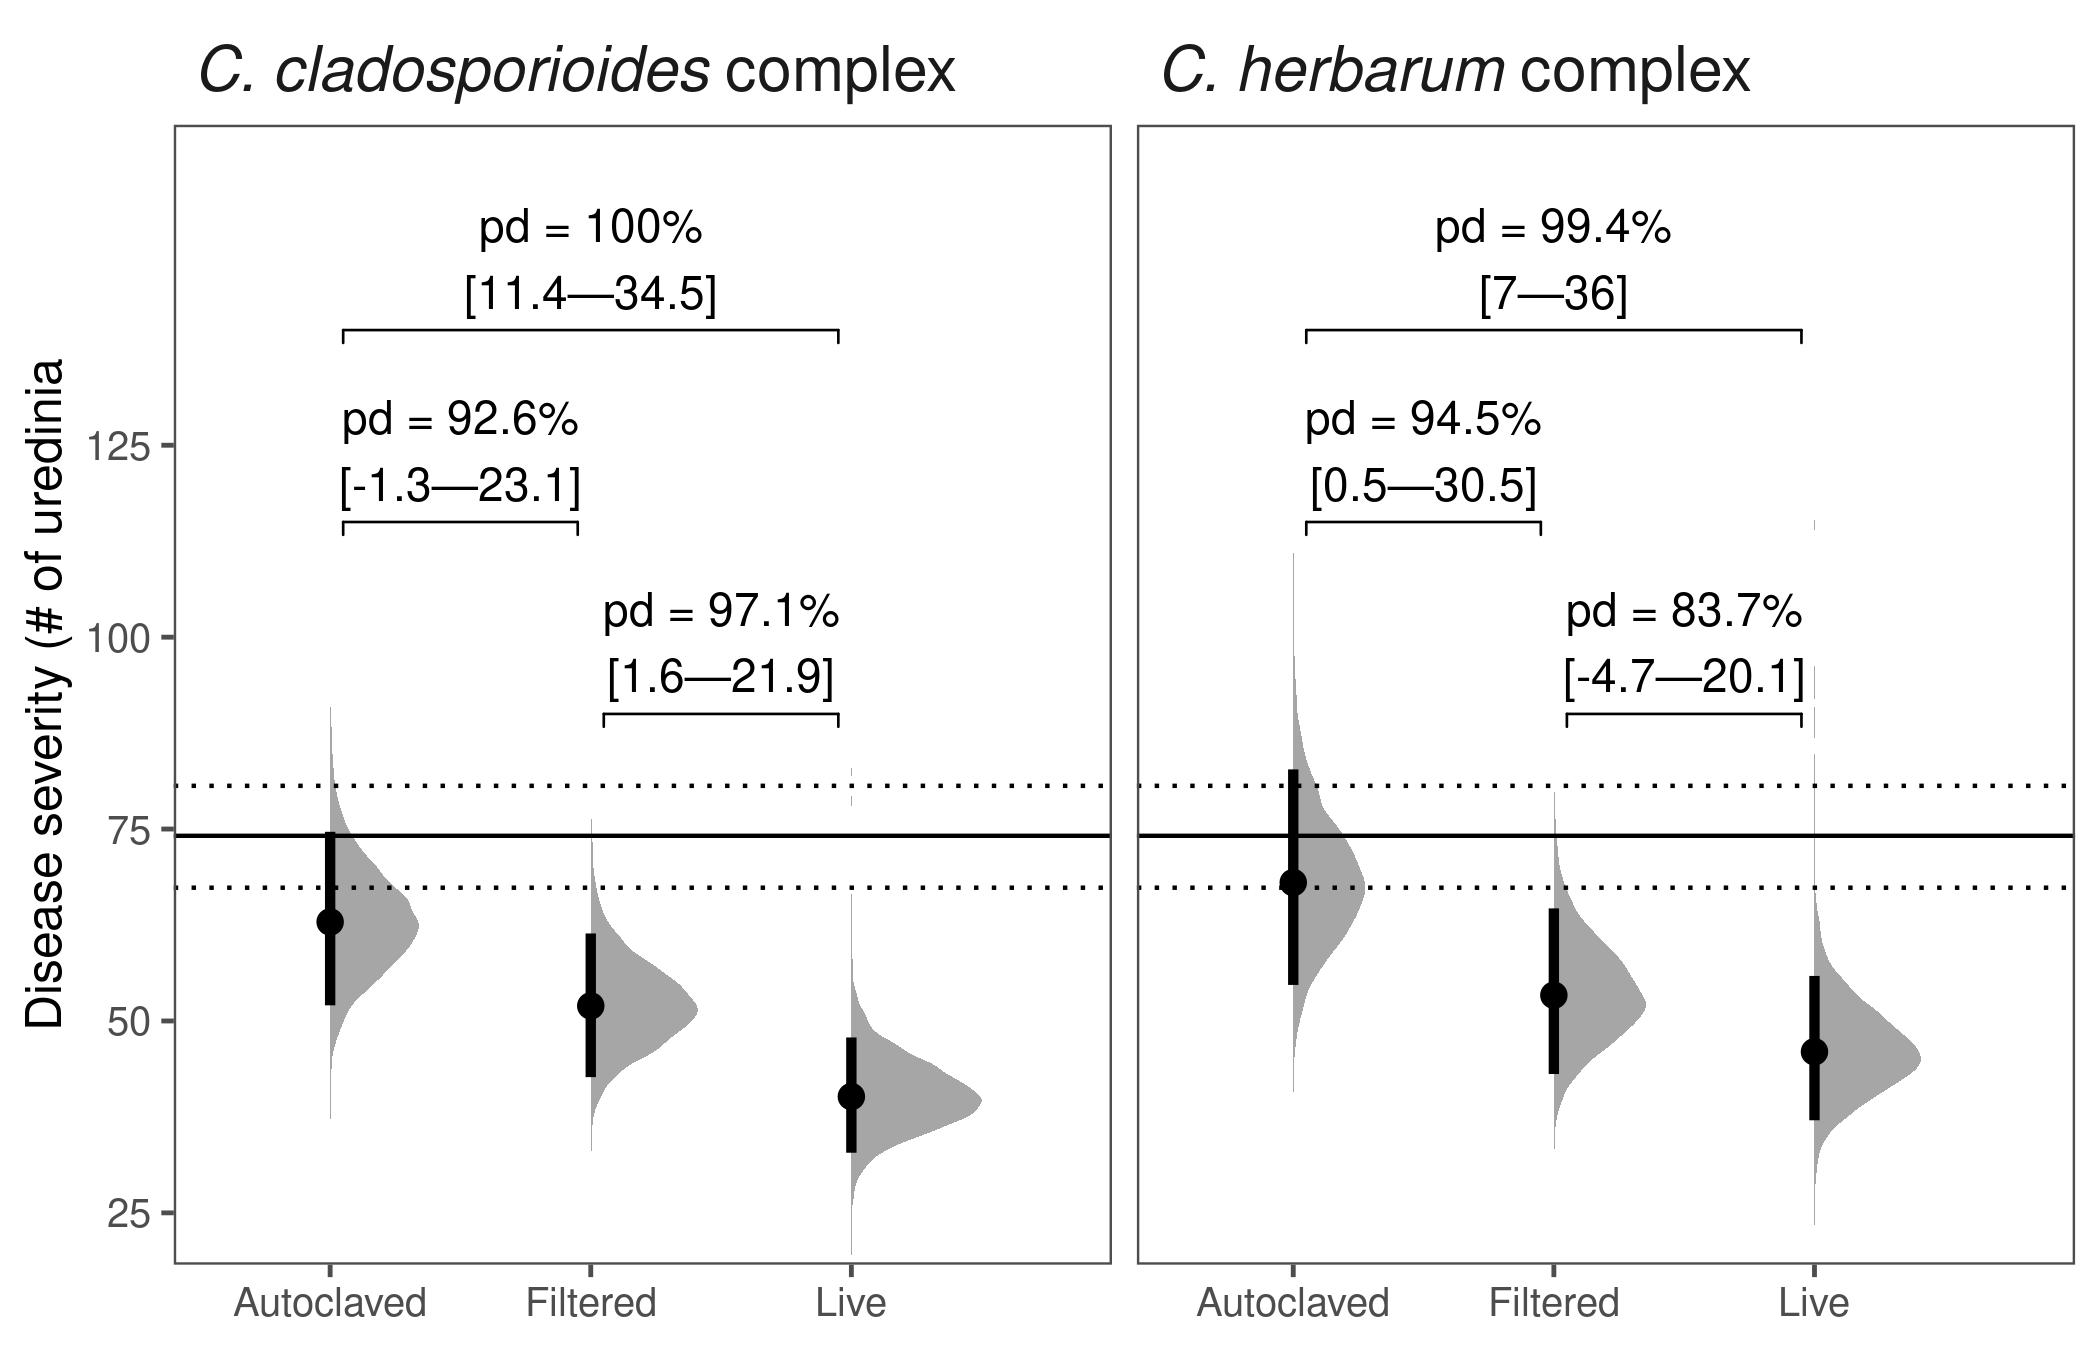 C. cladosporioides complex
C. herbarum complex
pd = 100%
[11.4—34.5]
pd = 92.6%
[-1.3—23.1]
pd = 97.1%
[1.6—21.9]
pd = 99.4%
[7—36]
pd = 94.5%
[0.5—30.5]
pd = 83.7%
[-4.7—20.1]
Disease severity (# of uredinia
125
100
75
50
25
Autoclaved
Filtered
Live
Autoclaved
Filtered
Live